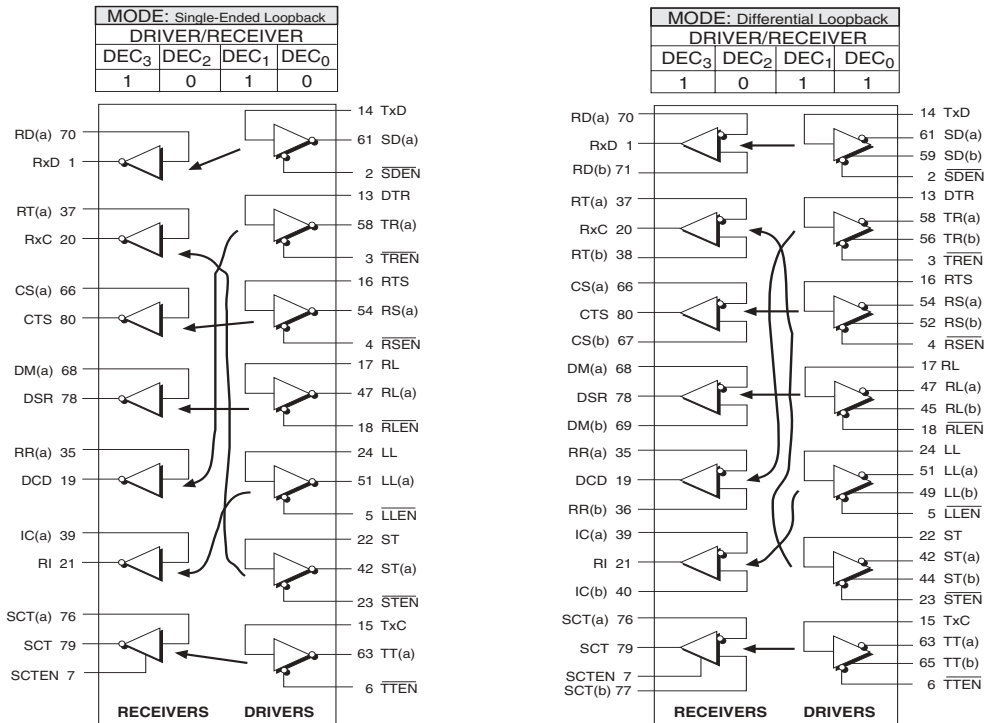 MODE: Single-Ended Loopback
DRIVER/RECEIVER
DEC3 DEC2 DEC1 DEC0
1 0 1 0
14 TxD
RD(a) 70
61 SD(a)
RxD 1
2 SDEN
13 DTR
RT(a) 37
58 TR(a)
RxC 20
3 TREN
16 RTS
CS(a) 66
54 RS(a)
CTS 80
4 RSEN
17 RL
DM(a) 68
47 RL(a)
DSR 78
18 RLEN
24 LL
RR(a) 35
51 LL(a)
DCD 19
5 LLEN
22 ST
IC(a) 39
42 ST(a)
RI 21
23 STEN
15 TxC
SCT(a) 76
63 TT(a)
SCT 79
SCTEN 7
6 TTEN
RECEIVERS DRIVERS
MODE: Differential Loopback
DRIVER/RECEIVER
DEC3 DEC2 DEC1 DEC0
1 0 1 1
14 TxD
RD(a) 70
61 SD(a)
RxD 1
59 SD(b)
RD(b) 71
2 SDEN
13 DTR
RT(a) 37
58 TR(a)
RxC 20
56 TR(b)
RT(b) 38
3 TREN
16 RTS
CS(a) 66
54 RS(a)
CTS 80
52 RS(b)
CS(b) 67
4 RSEN
17 RL
DM(a) 68
47 RL(a)
DSR 78
45 RL(b)
DM(b) 69
18 RLEN
24 LL
RR(a) 35
51 LL(a)
DCD 19
49 LL(b)
RR(b) 36
5 LLEN
22 ST
IC(a) 39
42 ST(a)
RI 21
44 ST(b)
IC(b) 40
23 STEN
15 TxC
SCT(a) 76
63 TT(a)
SCT 79
65 TT(b)
SCTEN 7
6 TTEN
SCT(b) 77
RECEIVERS DRIVERS